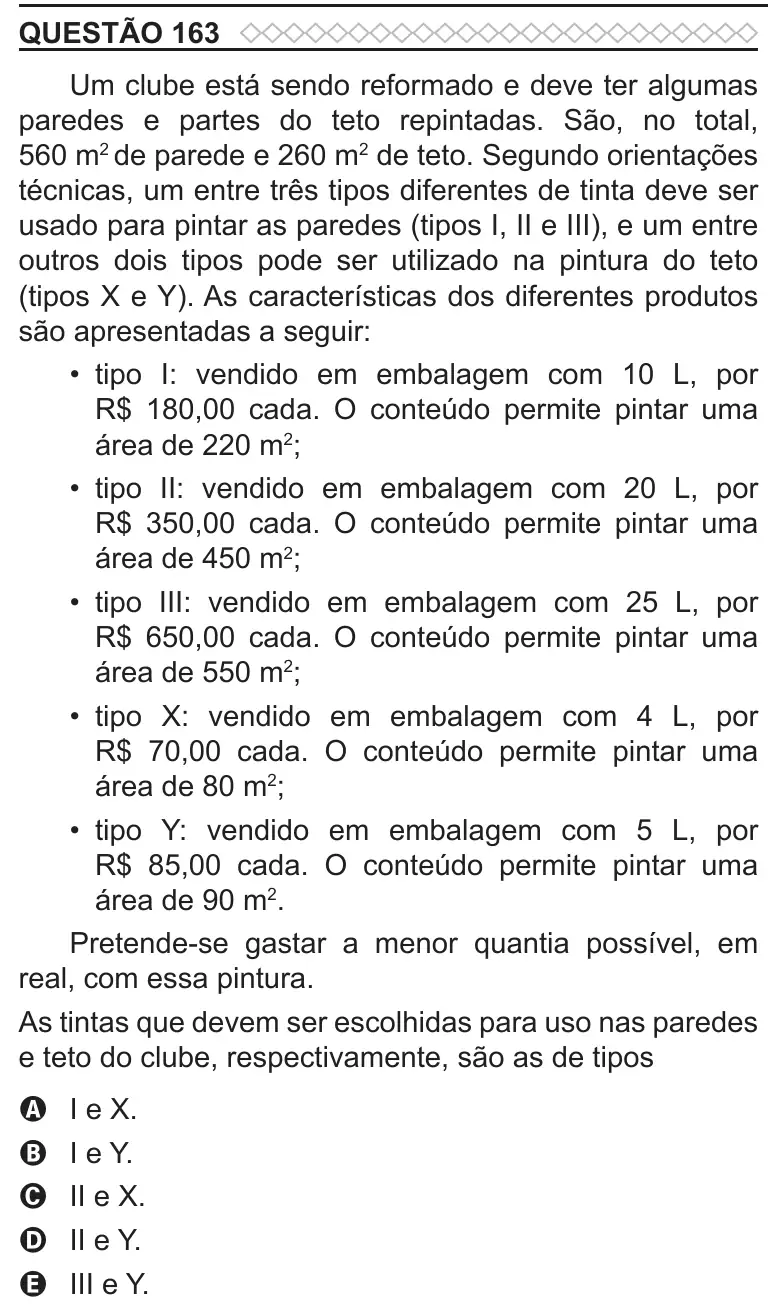 QUESTÃO 163
Um clube está sendo reformado e deve ter algumas
paredes e partes do teto repintadas. São, no total,
560 m² de parede e 260 m² de teto. Segundo orientações
técnicas, um entre três tipos diferentes de tinta deve ser
usado para pintar as paredes (tipos I, II e III), e um entre
outros dois tipos pode ser utilizado na pintura do teto
(tipos X e Y). As características dos diferentes produtos
são apresentadas a seguir:
• tipo I: vendido em embalagem com 10 L, por
R$ 180,00 cada. O conteúdo permite pintar uma
área de 220 m²;
• tipo II: vendido em embalagem com 20 L, por
R$ 350,00 cada. O conteúdo permite pintar uma
área de 450 m²;
• tipo III: vendido em embalagem com 25 L, por
R$ 650,00 cada. O conteúdo permite pintar uma
área de 550 m²;
• tipo X: vendido em embalagem com 4 L, por
R$ 70,00 cada. O conteúdo permite pintar uma
área de 80 m²;
• tipo Y: vendido em embalagem com 5 L, por
R$ 85,00 cada. O conteúdo permite pintar uma
área de 90 m².
Pretende-se gastar a menor quantia possível, em
real, com essa pintura.
As tintas que devem ser escolhidas para uso nas paredes
e teto do clube, respectivamente, são as de tipos
A I e X.
B I e Y.
C II e X.
D II e Y.
E III e Y.